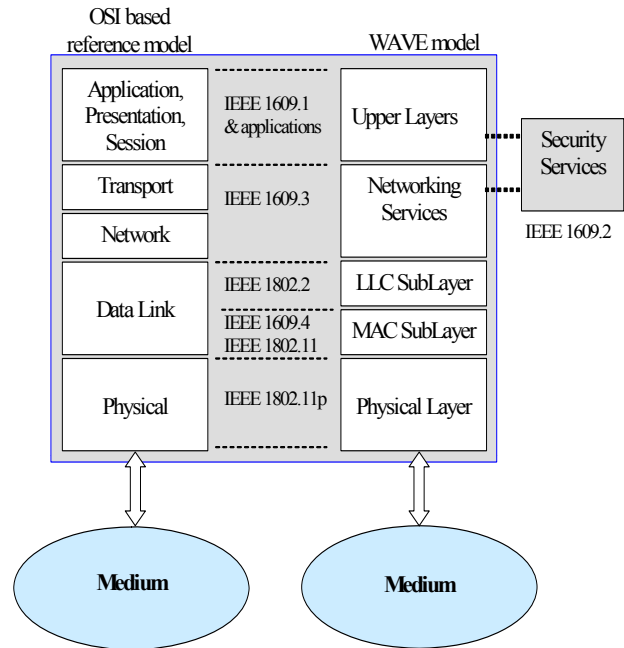 OSI based
reference model
WAVE model
Application,
Presentation,
Session
IEEE 1609.1
& applications
Upper Layers
Security
Services
Transport
IEEE 1609.3
Networking
Services
Network
IEEE 1609.2
Data Link
IEEE 1802.2
LLC SubLayer
IEEE 1609.4
IEEE 1802.11
MAC SubLayer
Physical
IEEE 1802.11p
Physical Layer
Medium
Medium